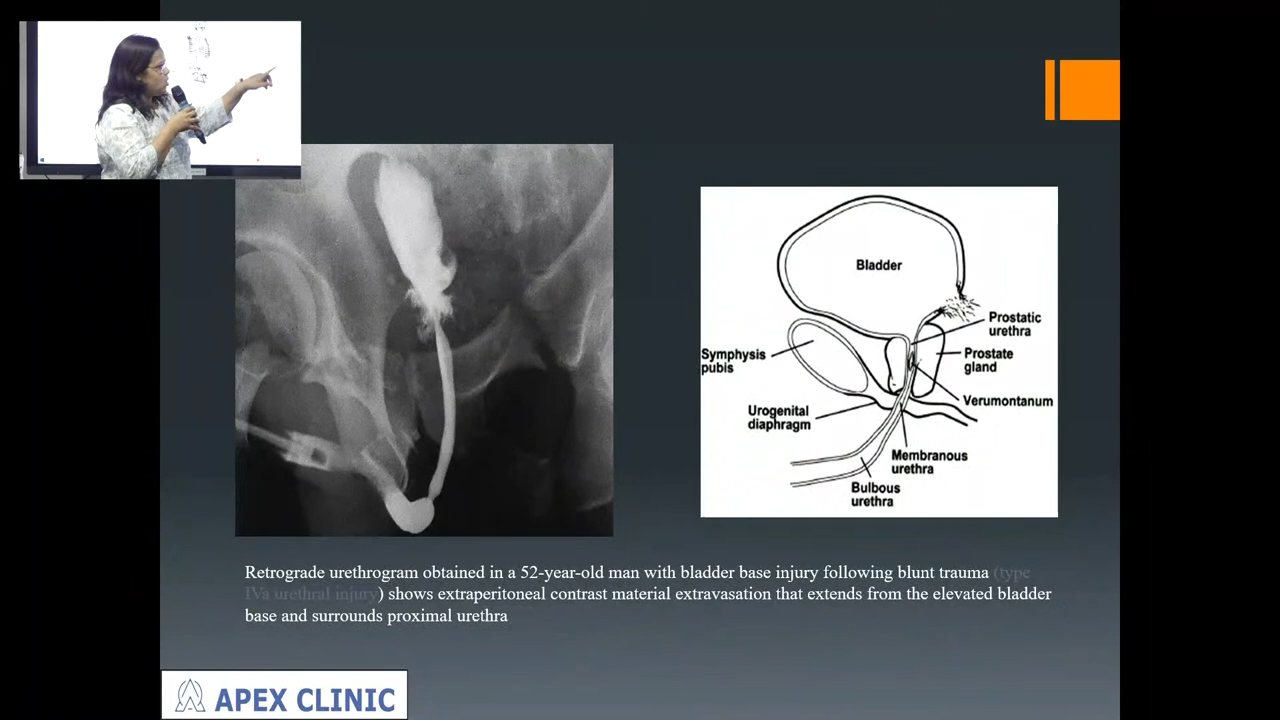 Bladder
Prostatic
urethra
Symphysis
pubis
Prostate
gland
Verumontanum
Urogenital
diaphragm
Membranous
urethra
Bulbous
urethra
Retrograde urethrogram obtained in a 52-year-old man with bladder base injury following blunt trauma (type
IVa urethral injury) shows extraperitoneal contrast material extravasation that extends from the elevated bladder
base and surrounds proximal urethra
APEX CLINIC